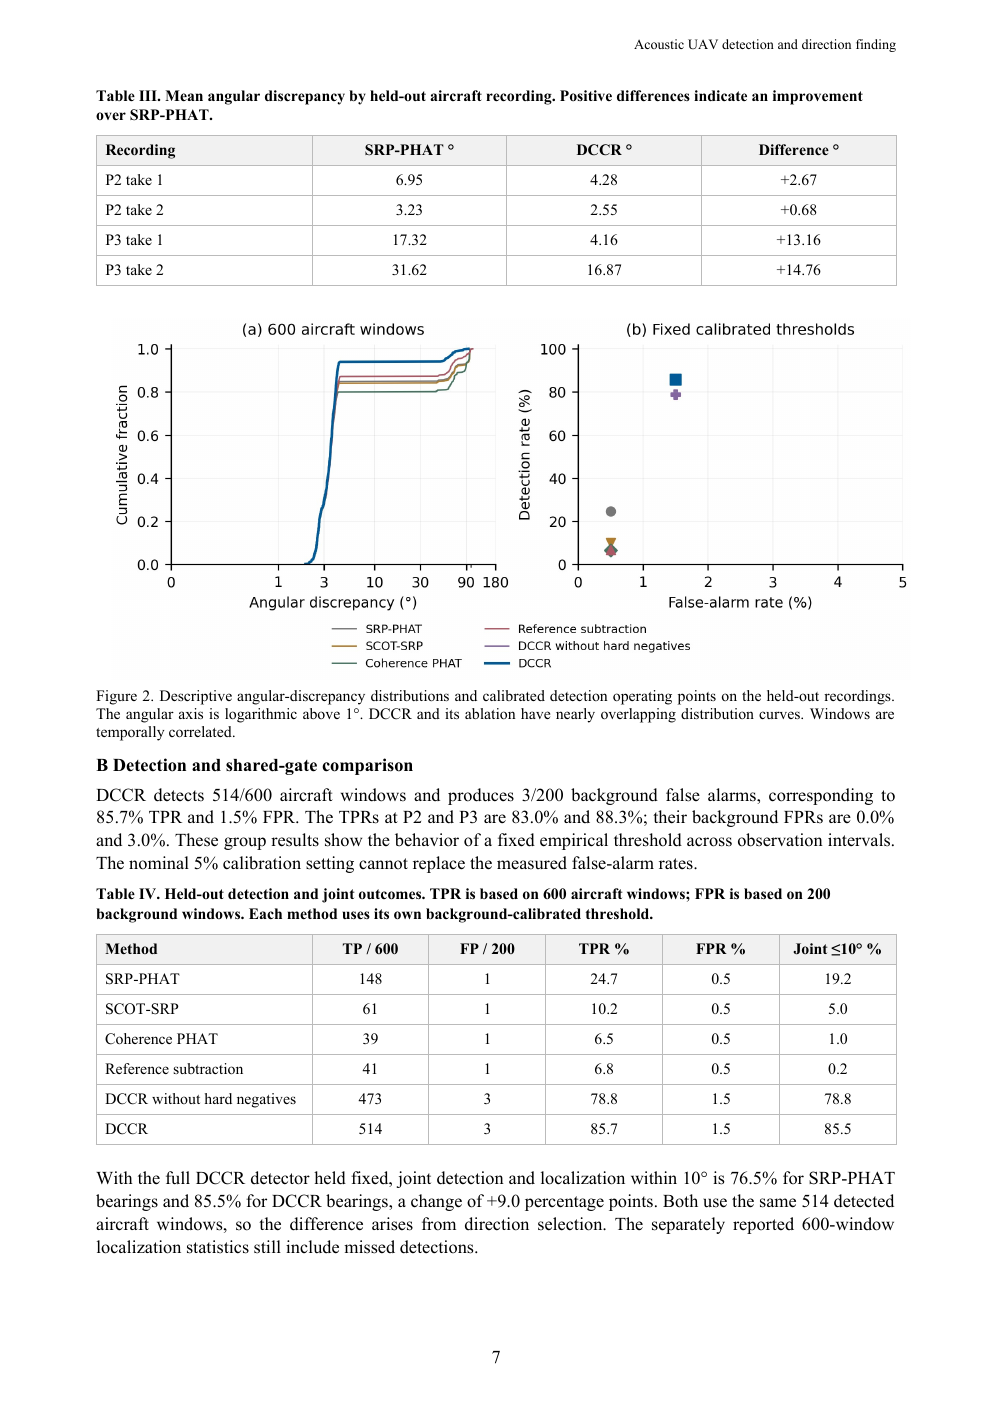 Acoustic UAV detection and direction finding
Table III. Mean angular discrepancy by held-out aircraft recording. Positive differences indicate an improvement
over SRP-PHAT.
Recording SRP-PHAT ° DCCR ° Difference °
P2 take 1 6.95 4.28 +2.67
P2 take 2 3.23 2.55 +0.68
P3 take 1 17.32 4.16 +13.16
P3 take 2 31.62 16.87 +14.76
(a) 600 aircraft windows
1.0
0.8
0.6
0.4
0.2
0.0
Cumulative fraction
0 1 3 10 30 90 180
Angular discrepancy (°)
(b) Fixed calibrated thresholds
100
80
60
40
20
0
Detection rate (%)
0 1 2 3 4 5
False-alarm rate (%)
SRP-PHAT
SCOT-SRP
Coherence PHAT
Reference subtraction
DCCR without hard negatives
DCCR
Figure 2. Descriptive angular-discrepancy distributions and calibrated detection operating points on the held-out recordings.
The angular axis is logarithmic above 1°. DCCR and its ablation have nearly overlapping distribution curves. Windows are
temporally correlated.
B Detection and shared-gate comparison
DCCR detects 514/600 aircraft windows and produces 3/200 background false alarms, corresponding to
85.7% TPR and 1.5% FPR. The TPRs at P2 and P3 are 83.0% and 88.3%; their background FPRs are 0.0%
and 3.0%. These group results show the behavior of a fixed empirical threshold across observation intervals.
The nominal 5% calibration setting cannot replace the measured false-alarm rates.
Table IV. Held-out detection and joint outcomes. TPR is based on 600 aircraft windows; FPR is based on 200
background windows. Each method uses its own background-calibrated threshold.
Method TP / 600 FP / 200 TPR % FPR % Joint ≤10° %
SRP-PHAT 148 1 24.7 0.5 19.2
SCOT-SRP 61 1 10.2 0.5 5.0
Coherence PHAT 39 1 6.5 0.5 1.0
Reference subtraction 41 1 6.8 0.5 0.2
DCCR without hard negatives 473 3 78.8 1.5 78.8
DCCR 514 3 85.7 1.5 85.5
With the full DCCR detector held fixed, joint detection and localization within 10° is 76.5% for SRP-PHAT
bearings and 85.5% for DCCR bearings, a change of +9.0 percentage points. Both use the same 514 detected
aircraft windows, so the difference arises from direction selection. The separately reported 600-window
localization statistics still include missed detections.
7